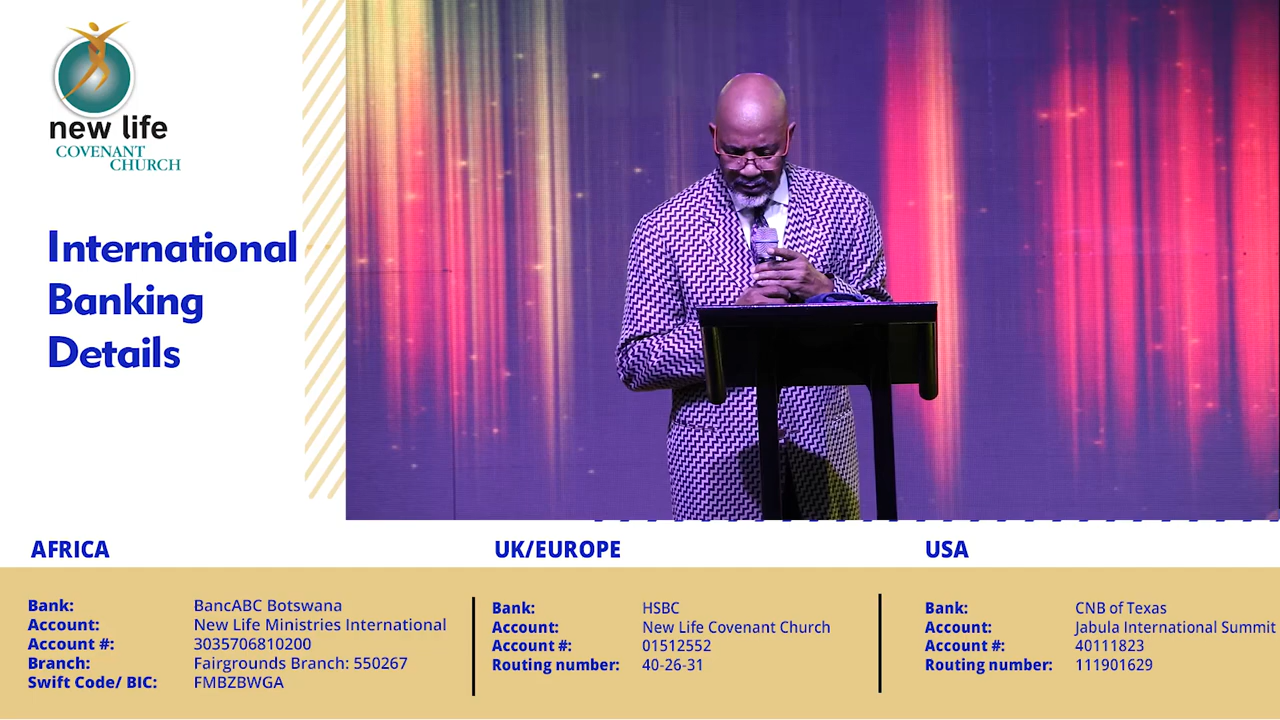 new life
COVENANT
CHURCH
International
Banking
Details
AFRICA
Bank: BancABC Botswana
Account: New Life Ministries International
Account #: 3035706810200
Branch: Fairgrounds Branch: 550267
Swift Code/ BIC: FMBZBWGA
UK/EUROPE
Bank: HSBC
Account: New Life Covenant Church
Account #: 01512552
Routing number: 40-26-31
USA
Bank: CNB of Texas
Account: Jabula International Summit
Account #: 40111823
Routing number: 111901629